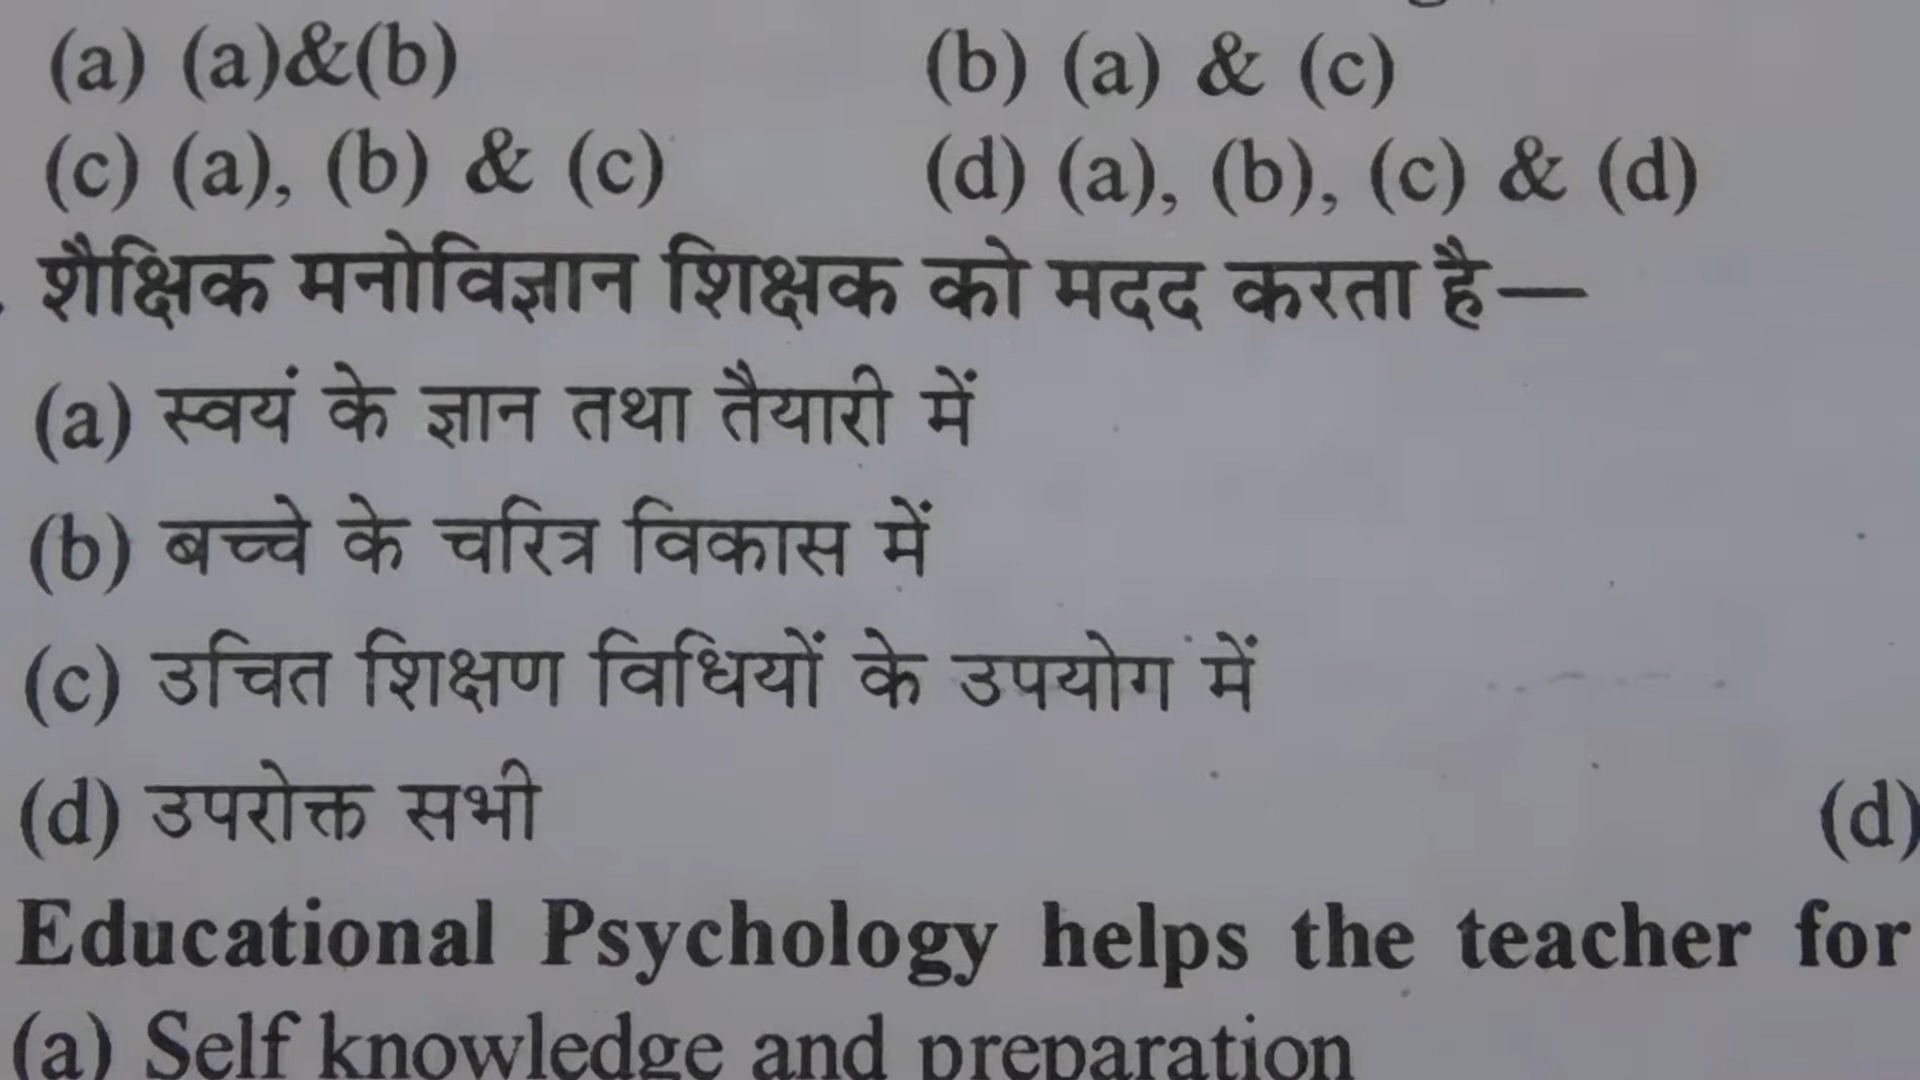 (a) (a)&(b) (b) (a) & (c)
(c) (a), (b) & (c) (d) (a), (b), (c) & (d)
शैक्षिक मनोविज्ञान शिक्षक को मदद करता है—
(a) स्वयं के ज्ञान तथा तैयारी में
(b) बच्चे के चरित्र विकास में
(c) उचित शिक्षण विधियों के उपयोग में
(d) उपरोक्त सभी (d)
Educational Psychology helps the teacher for
(a) Self knowledge and preparation